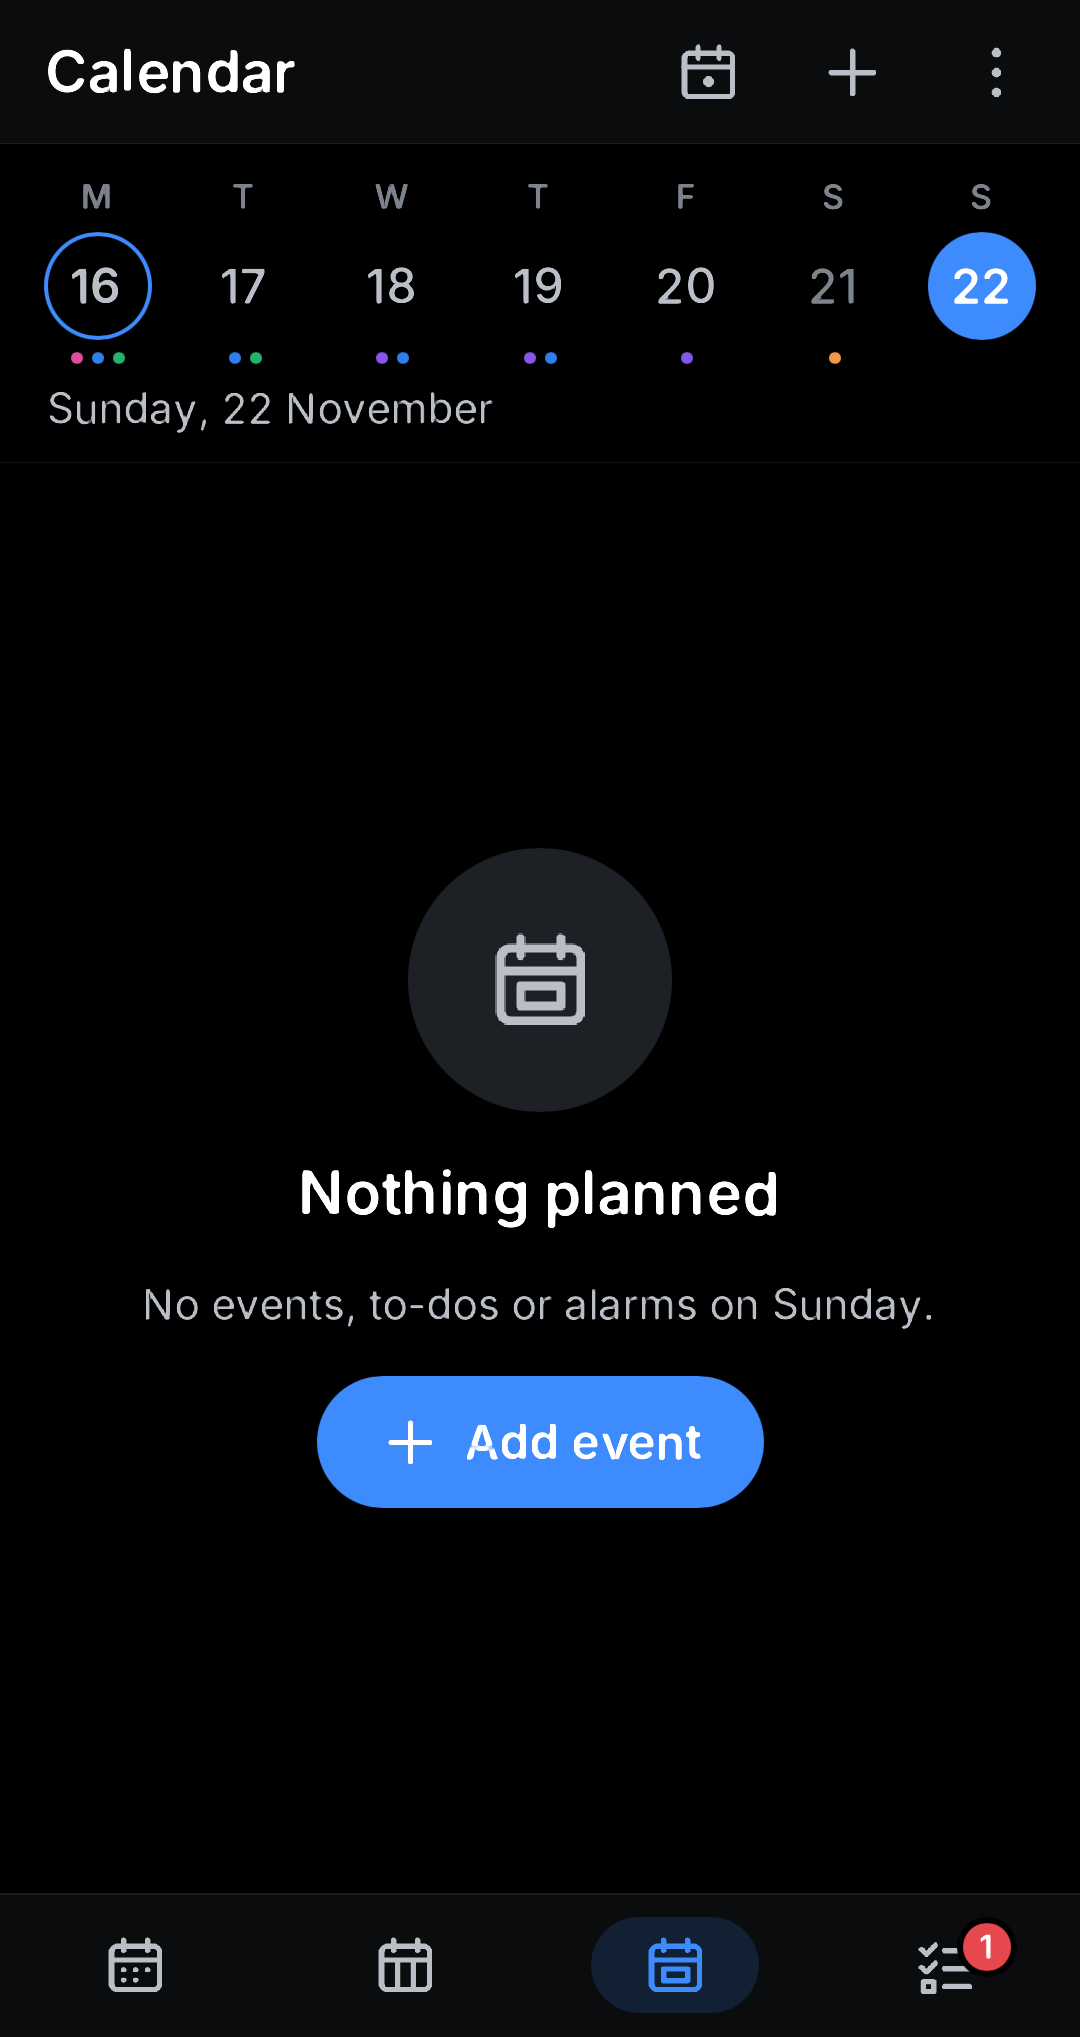 Calendar
M T W T F S S
16 17 18 19 20 21 22
Sunday, 22 November
Nothing planned
No events, to-dos or alarms on Sunday.
Add event
1